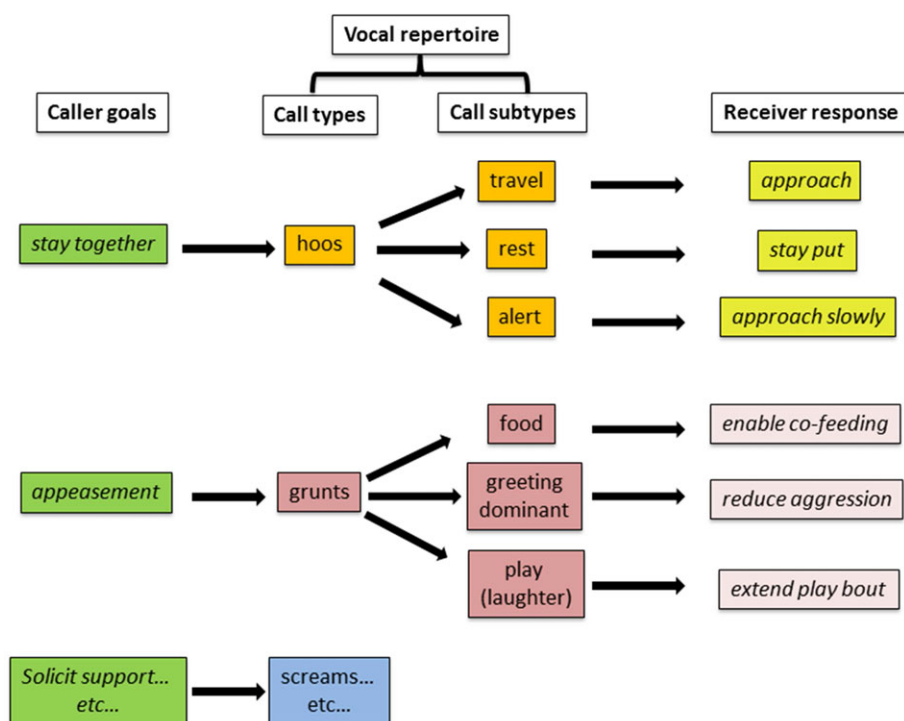 Vocal repertoire
Caller goals
Call types
Call subtypes
Receiver response
stay together
hoos
travel
approach
rest
stay put
alert
approach slowly
appeasement
grunts
food
enable co-feeding
greeting
dominant
reduce aggression
play
(laughter)
extend play bout
Solicit support...
etc...
screams...
etc...